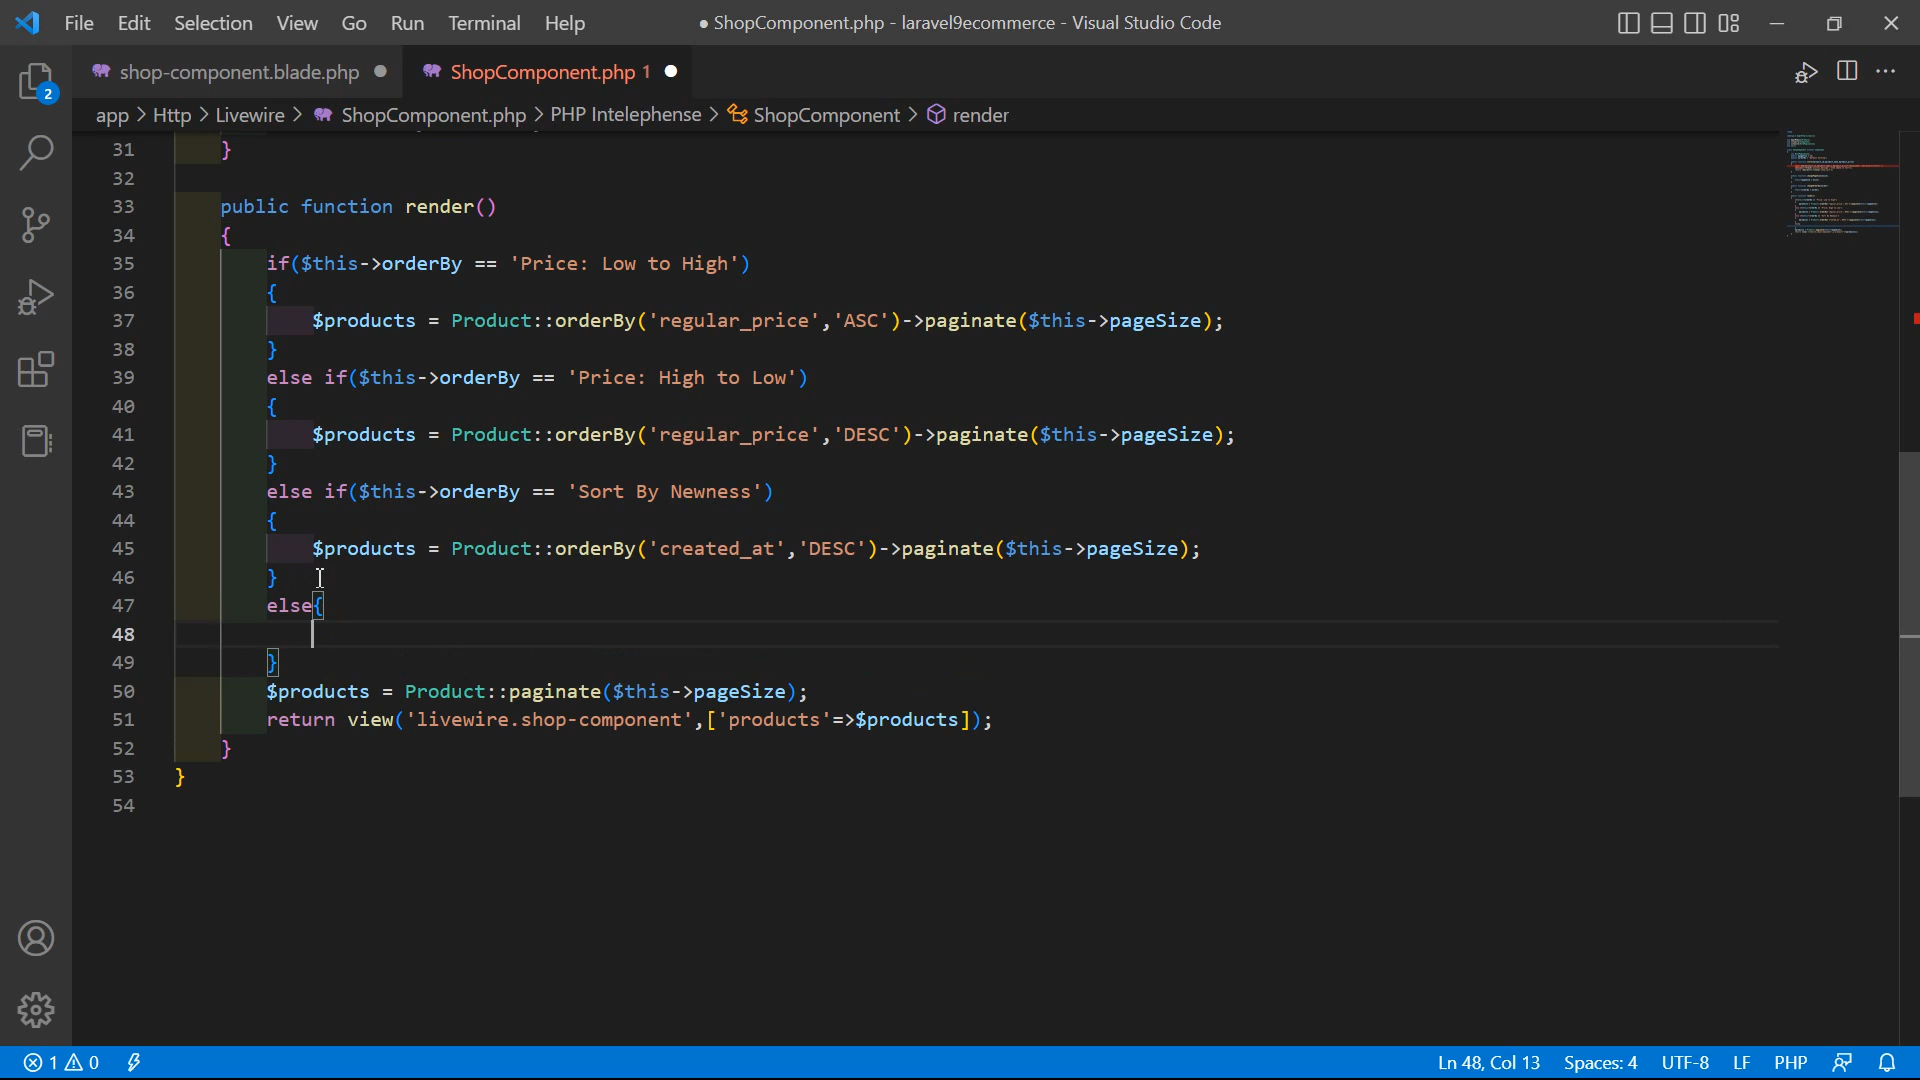 File Edit Selection View Go Run Terminal Help
● ShopComponent.php - laravel9ecommerce - Visual Studio Code
shop-component.blade.php ● ShopComponent.php 1 ●
2
app > Http > Livewire > ShopComponent.php > PHP Intelephense > ShopComponent > render
31 }
32
33 public function render()
34 {
35 if($this->orderBy == 'Price: Low to High')
36 {
37 $products = Product::orderBy('regular_price','ASC')->paginate($this->pageSize);
38 }
39 else if($this->orderBy == 'Price: High to Low')
40 {
41 $products = Product::orderBy('regular_price','DESC')->paginate($this->pageSize);
42 }
43 else if($this->orderBy == 'Sort By Newness')
44 {
45 $products = Product::orderBy('created_at','DESC')->paginate($this->pageSize);
46 }
47 else{
48
49 }
50 $products = Product::paginate($this->pageSize);
51 return view('livewire.shop-component',['products'=>$products]);
52 }
53 }
54
1 0 Ln 48, Col 13 Spaces: 4 UTF-8 LF PHP